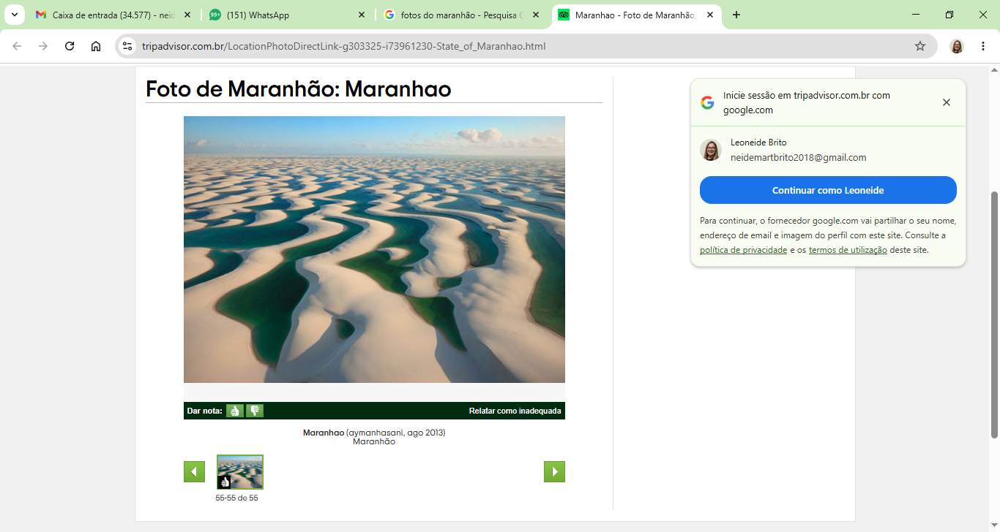 Caixa de entrada (34.577) - neid
99+
(151) WhatsApp
fotos do maranhão - Pesquisa G
Maranhao - Foto de Maranhão,
tripadvisor.com.br/LocationPhotoDirectLink-g303325-i73961230-State_of_Maranhao.html
Foto de Maranhão: Maranhao
Inicie sessão em tripadvisor.com.br com
google.com
Leoneide Brito
neidemartbrito2018@gmail.com
Continuar como Leoneide
Para continuar, o fornecedor google.com vai partilhar o seu nome,
endereço de email e imagem do perfil com este site. Consulte a
política de privacidade e os termos de utilização deste site.
Dar nota:
Relatar como inadequada
Maranhao (aymanhasani, ago 2013)
Maranhão
55-55 de 55